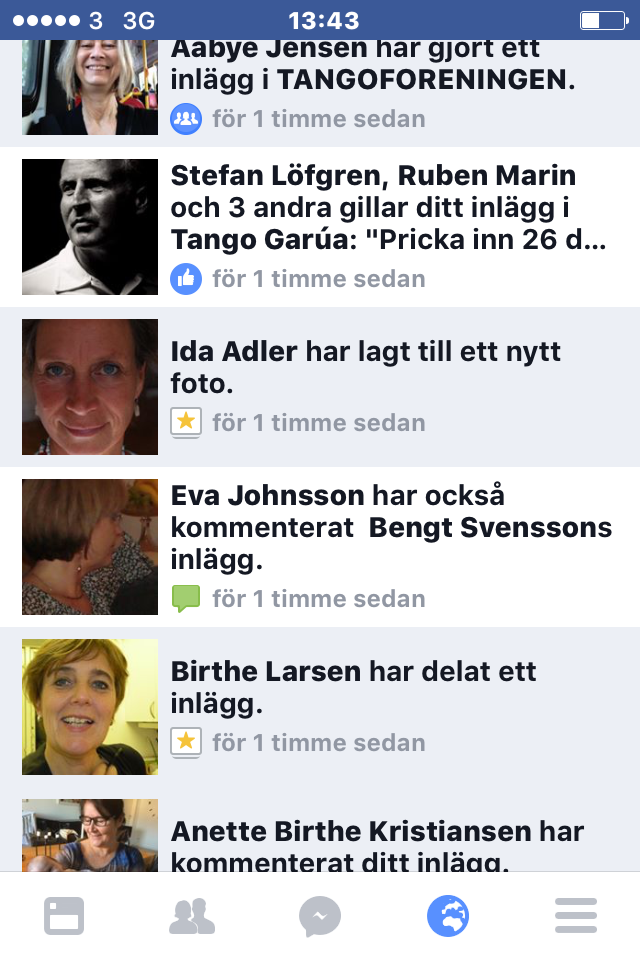 3 3G 13:43
Aabye Jensen har gjort ett
inlägg i TANGOFORENINGEN.
för 1 timme sedan
Stefan Löfgren, Ruben Marin
och 3 andra gillar ditt inlägg i
Tango Garúa: "Pricka inn 26 d...
för 1 timme sedan
Ida Adler har lagt till ett nytt
foto.
för 1 timme sedan
Eva Johnsson har också
kommenterat Bengt Svenssons
inlägg.
för 1 timme sedan
Birthe Larsen har delat ett
inlägg.
för 1 timme sedan
Anette Birthe Kristiansen har
kommenterat ditt inlägg.